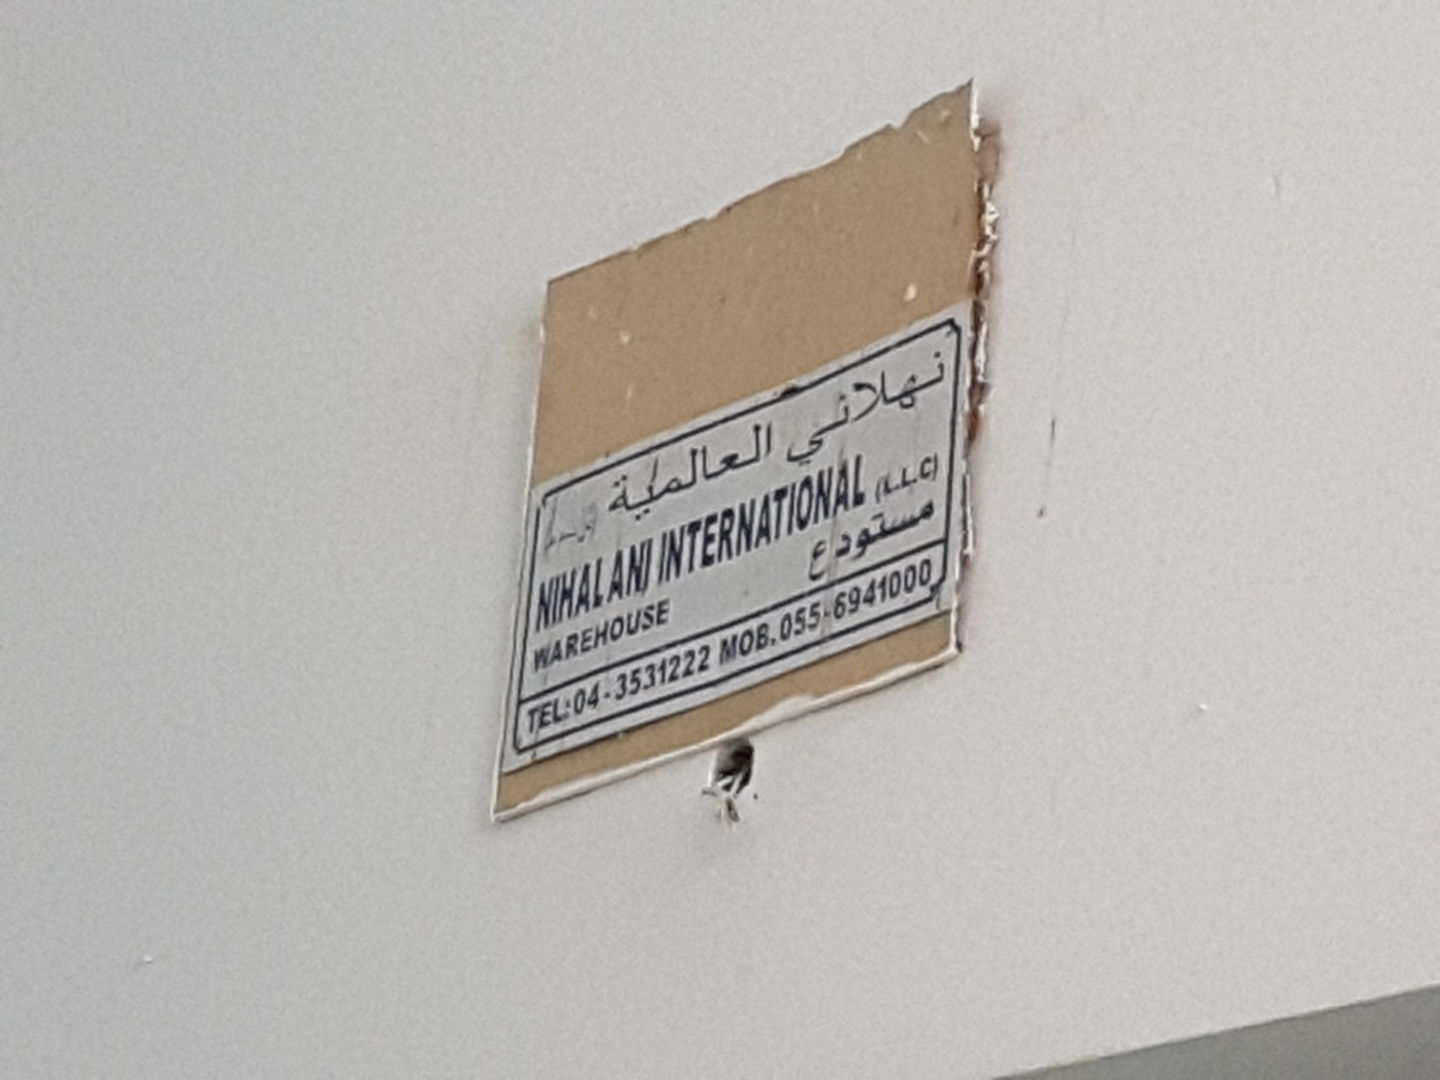 نهلاني العالمية
NIHALANI INTERNATIONAL (L.L.C)
مستودع
WAREHOUSE
TEL: 04-3531222 MOB. 055-6941000